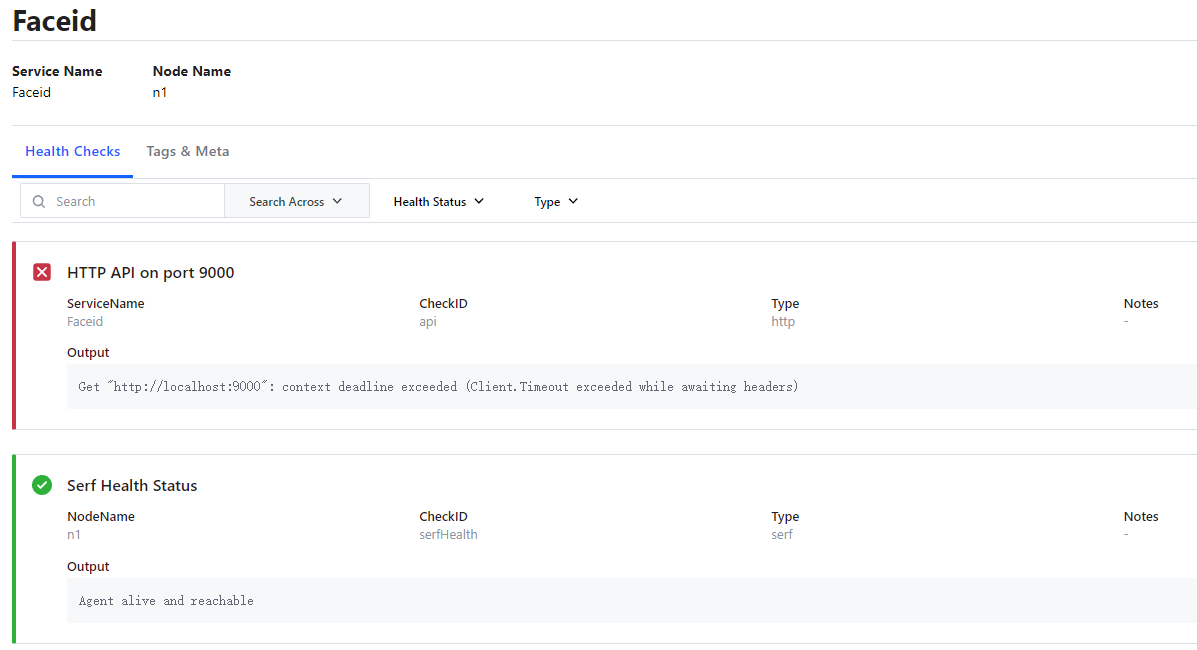 Faceid
Service Name Node Name
Faceid n1
Health Checks Tags & Meta
Search Search Across Health Status Type
HTTP API on port 9000
ServiceName CheckID Type Notes
Faceid api http -
Output
Get "http://localhost:9000": context deadline exceeded (Client.Timeout exceeded while awaiting headers)
Serf Health Status
NodeName CheckID Type Notes
n1 serfHealth serf -
Output
Agent alive and reachable